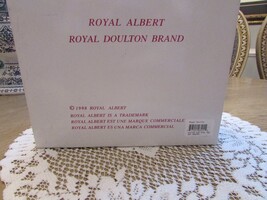 ROYAL ALBERT
ROYAL DOULTON BRAND
© 1988 ROYAL ALBERT
ROYAL ALBERT IS A TRADEMARK
ROYAL ALBERT EST UNE MARQUE COMMERCIALE
ROYAL ALBERT ES UNA MARCA COMMERCIAL